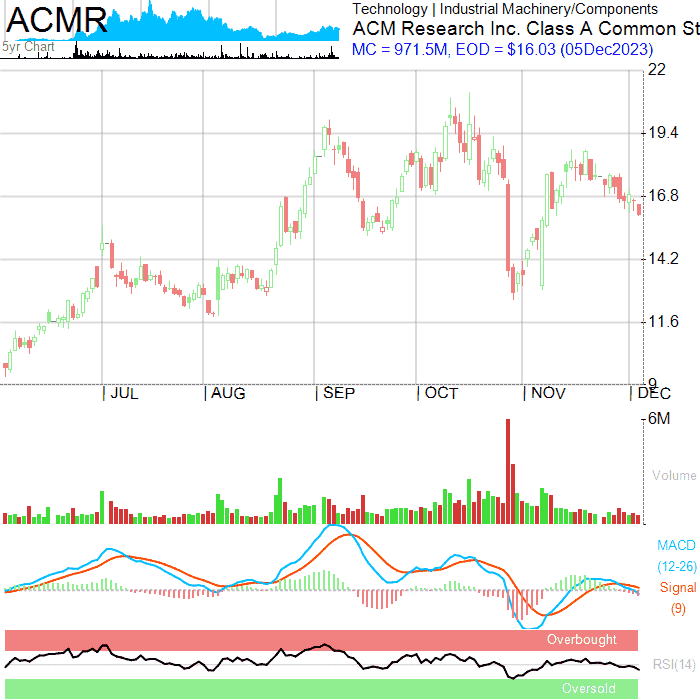 ACMR
5yr Chart
Technology | Industrial Machinery/Components
ACM Research Inc. Class A Common St
MC = 971.5M, EOD = $16.03 (05Dec2023)
22
19.4
16.8
14.2
11.6
9
| JUL | AUG | SEP | OCT | NOV | DEC
6M
Volume
MACD
(12-26)
Signal
(9)
Overbought
RSI(14)
Oversold